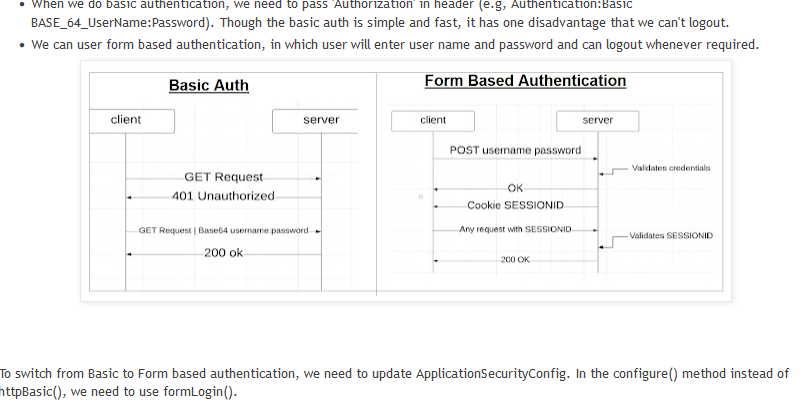 When we do basic authentication, we need to pass 'Authorization' in header (e.g, Authentication:Basic
BASE_64_UserName:Password). Though the basic auth is simple and fast, it has one disadvantage that we can't logout.
We can user form based authentication, in which user will enter user name and password and can logout whenever required.
Basic Auth
client
server
GET Request
401 Unauthorized
GET Request | Base64 username:password
200 ok
Form Based Authentication
client
server
POST username password
Validates credentials
OK
Cookie SESSIONID
Any request with SESSIONID
Validates SESSIONID
200 OK
To switch from Basic to Form based authentication, we need to update ApplicationSecurityConfig. In the configure() method instead of
httpBasic(), we need to use formLogin().